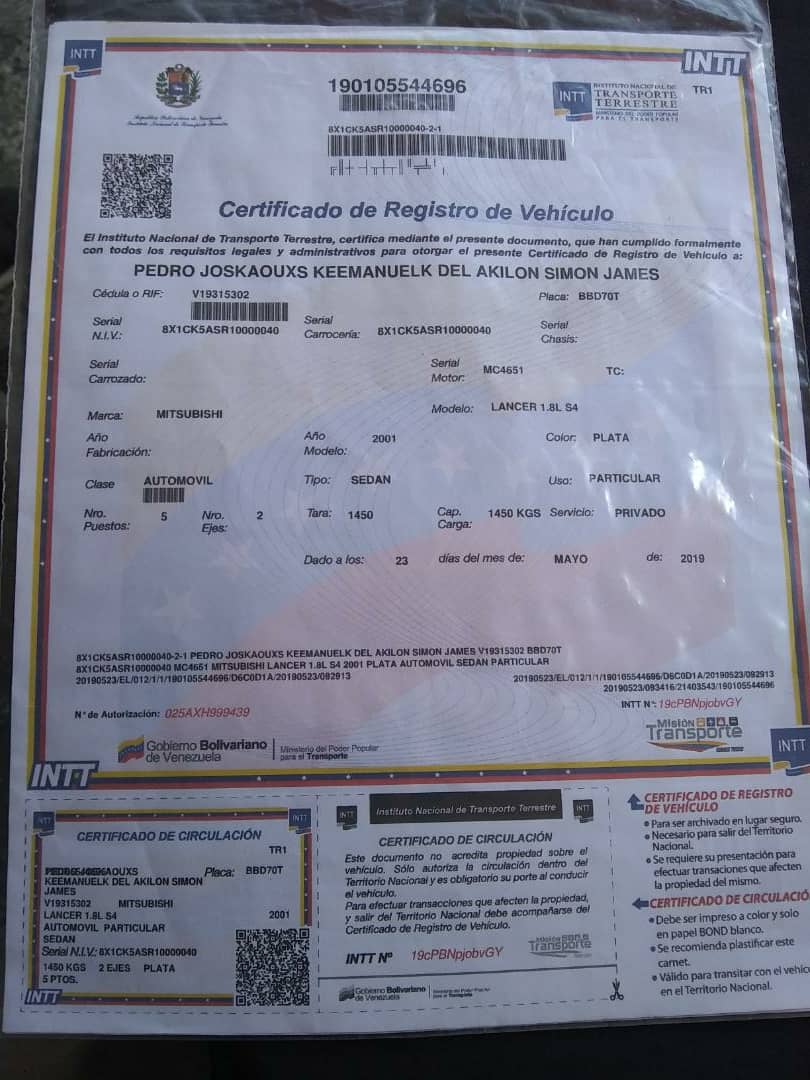 INTT
INTT
República Bolivariana de Venezuela
Instituto Nacional de Transporte Terrestre
190105544696
INTT
INSTITUTO NACIONAL DE
TRANSPORTE
TERRESTRE
MINISTERIO DEL PODER POPULAR
PARA EL TRANSPORTE
TR1
8X1CK5ASR10000040-2-1
Certificado de Registro de Vehículo
El Instituto Nacional de Transporte Terrestre, certifica mediante el presente documento, que han cumplido formalmente
con todos los requisitos legales y administrativos para otorgar el presente Certificado de Registro de Vehículo a:
PEDRO JOSKAOUXS KEEMANUELK DEL AKILON SIMON JAMES
Cédula o RIF: V19315302 Placa: BBD70T
Serial N.I.V.: 8X1CK5ASR10000040 Serial Carrocería: 8X1CK5ASR10000040 Serial Chasis:
Serial Carrozado: Serial Motor: MC4651 TC:
Marca: MITSUBISHI Modelo: LANCER 1.8L S4
Año Fabricación: Año Modelo: 2001 Color: PLATA
Clase AUTOMOVIL Tipo: SEDAN Uso: PARTICULAR
Nro. Puestos: 5 Nro. Ejes: 2 Tara: 1450 Cap. Carga: 1450 KGS Servicio: PRIVADO
Dado a los: 23 días del mes de: MAYO de: 2019
8X1CK5ASR10000040-2-1 PEDRO JOSKAOUXS KEEMANUELK DEL AKILON SIMON JAMES V19315302 BBD70T
8X1CK5ASR10000040 MC4651 MITSUBISHI LANCER 1.8L S4 2001 PLATA AUTOMOVIL SEDAN PARTICULAR
20190523/EL/012/1/1/190105544696/D6C0D1A/20190523/092913 20190523/EL/012/1/1/190105544696/D6C0D1A/20190523/092913
20190523/093416/21403543/190105544696
N° de Autorización: 025AXH999439 INTT N°: 19cPBNpjobvGY
Gobierno Bolivariano
de Venezuela
Ministerio del Poder Popular
para el Transporte
Misión
Transporte
INTT
INTT
INTT
INTT
CERTIFICADO DE CIRCULACIÓN
TR1
Placa: BBD70T
KEEMANUELK DEL AKILON SIMON
JAMES
V19315302 MITSUBISHI
LANCER 1.8L S4 2001
AUTOMOVIL PARTICULAR
SEDAN
Serial N.I.V.: 8X1CK5ASR10000040
1450 KGS 2 EJES PLATA
5 PTOS.
INTT
INTT
Instituto Nacional de Transporte Terrestre
INTT
CERTIFICADO DE CIRCULACIÓN
Este documento no acredita propiedad sobre el
vehículo. Sólo autoriza la circulación dentro del
Territorio Nacional y es obligatorio su porte al conducir
el vehículo.
Para efectuar transacciones que afecten la propiedad,
y salir del Territorio Nacional debe acompañarse del
Certificado de Registro de Vehículo.
INTT N° 19cPBNpjobvGY
Misión
Transporte
Gobierno Bolivariano
de Venezuela
CERTIFICADO DE REGISTRO
DE VEHÍCULO
• Para ser archivado en lugar seguro.
• Necesario para salir del Territorio
Nacional.
• Se requiere su presentación para
efectuar transaciones que afecten
la propiedad del mismo.
CERTIFICADO DE CIRCULACIÓ
• Debe ser impreso a color y solo
en papel BOND blanco.
• Se recomienda plastificar este
carnet.
• Válido para transitar con el vehíc
en el Territorio Nacional.